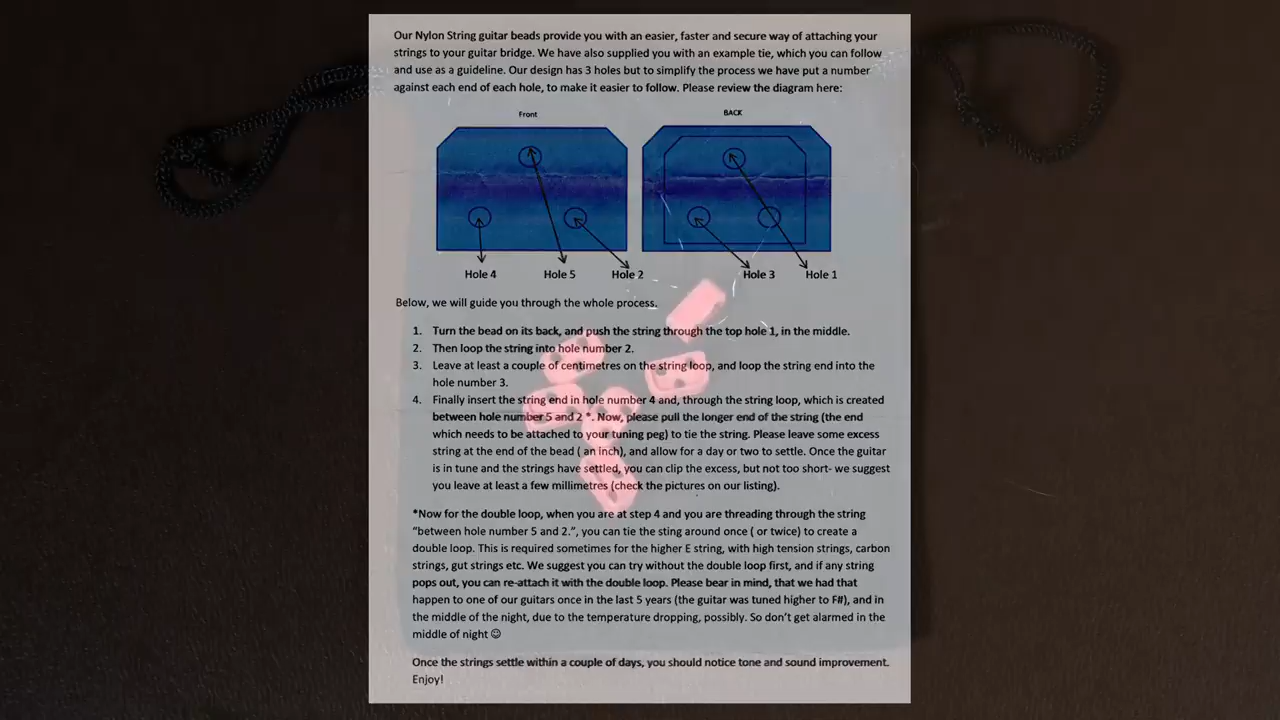 Our Nylon String guitar beads provide you with an easier, faster and secure way of attaching your
strings to your guitar bridge. We have also supplied you with an example tie, which you can follow
and use as a guideline. Our design has 3 holes but to simplify the process we have put a number
against each end of each hole, to make it easier to follow. Please review the diagram here:
Front BACK
Hole 4 Hole 5 Hole 2 Hole 3 Hole 1
Below, we will guide you through the whole process.
1. Turn the bead on its back, and push the string through the top hole 1, in the middle.
2. Then loop the string into hole number 2.
3. Leave at least a couple of centimetres on the string loop, and loop the string end into the
hole number 3.
4. Finally insert the string end in hole number 4 and, through the string loop, which is created
between hole number 5 and 2 *. Now, please pull the longer end of the string (the end
which needs to be attached to your tuning peg) to tie the string. Please leave some excess
string at the end of the bead ( an inch), and allow for a day or two to settle. Once the guitar
is in tune and the strings have settled, you can clip the excess, but not too short- we suggest
you leave at least a few millimetres (check the pictures on our listing).
*Now for the double loop, when you are at step 4 and you are threading through the string
“between hole number 5 and 2.”, you can tie the sting around once ( or twice) to create a
double loop. This is required sometimes for the higher E string, with high tension strings, carbon
strings, gut strings etc. We suggest you can try without the double loop first, and if any string
pops out, you can re-attach it with the double loop. Please bear in mind, that we had that
happen to one of our guitars once in the last 5 years (the guitar was tuned higher to F#), and in
the middle of the night, due to the temperature dropping, possibly. So don’t get alarmed in the
middle of night ☺
Once the strings settle within a couple of days, you should notice tone and sound improvement.
Enjoy!